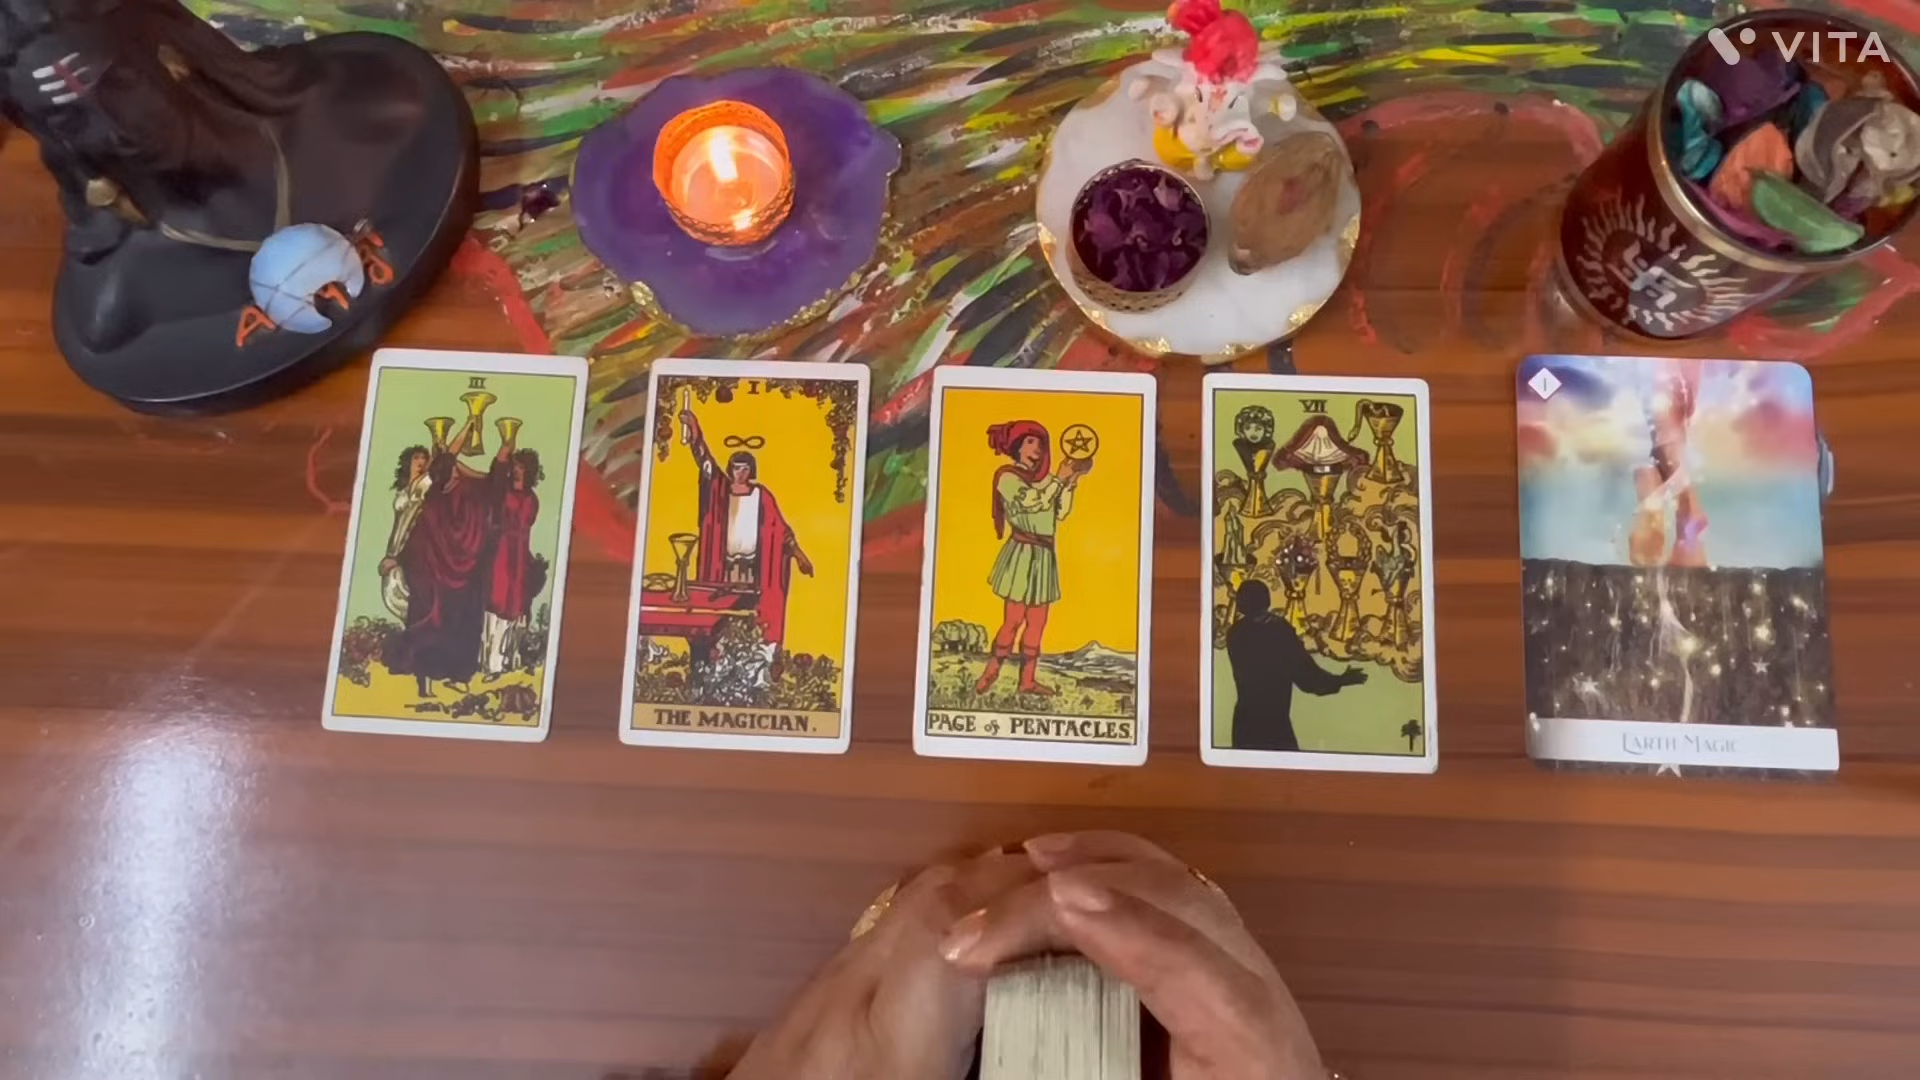 VITA
III
I
THE MAGICIAN.
PAGE of PENTACLES.
VII
I
EARTH MAGIC